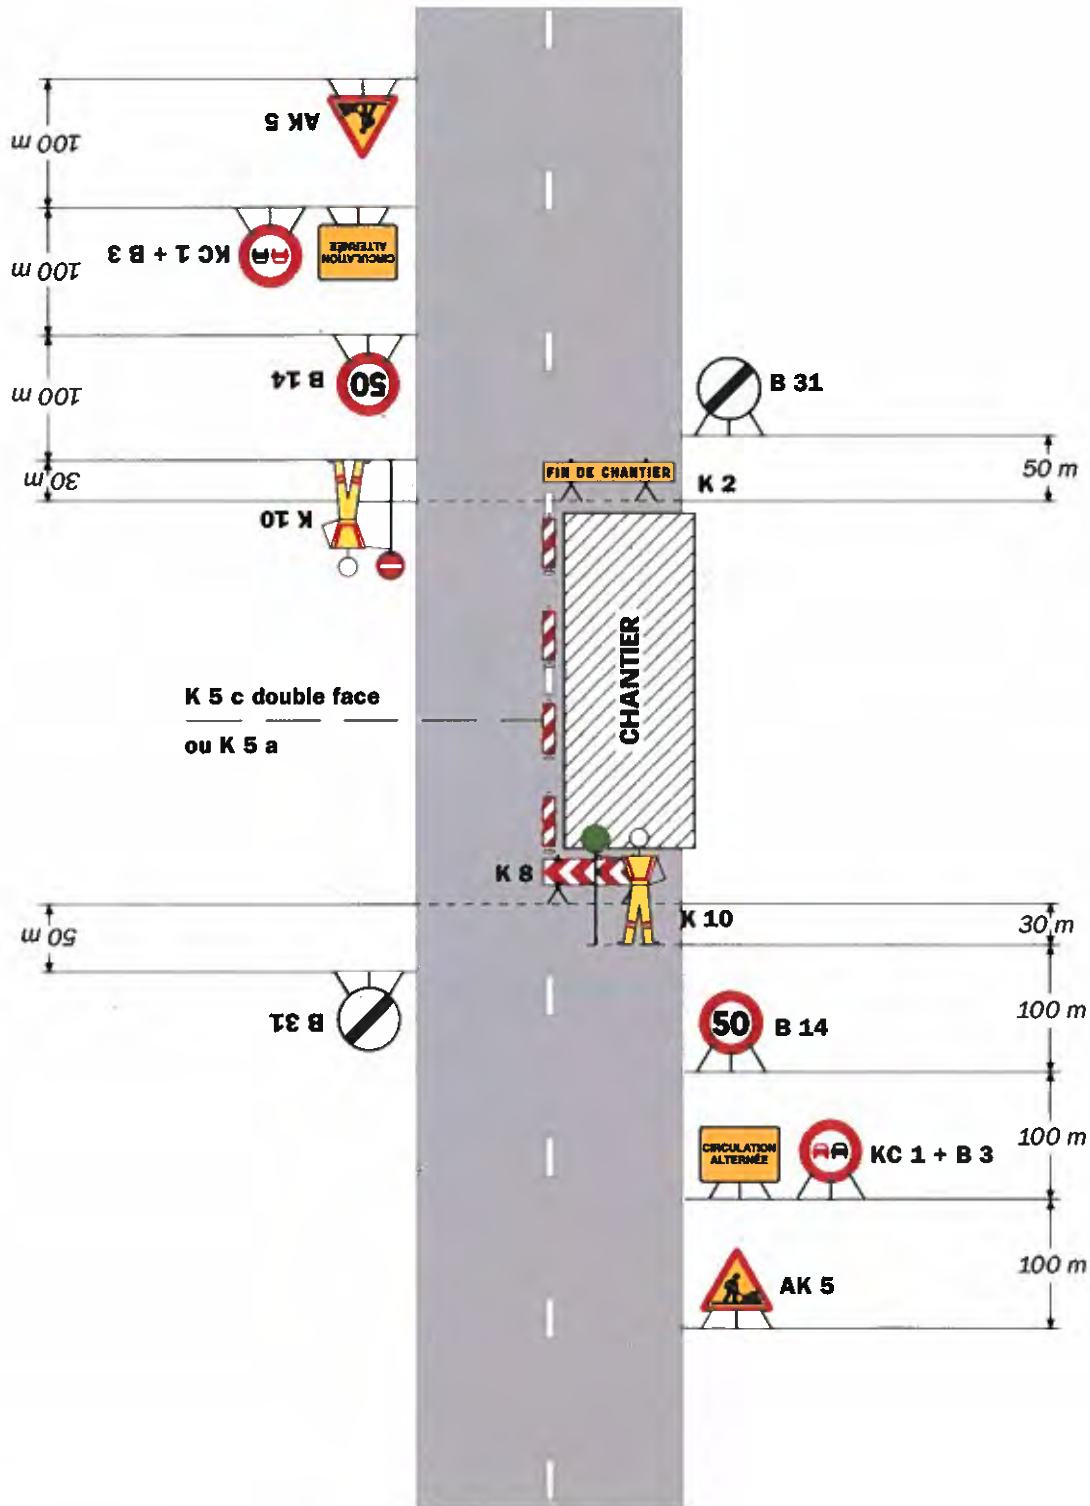 AK 5
100 m
KC 1 + B 3
CIRCULATION
ALTERNÉE
100 m
B 14
50
100 m
B 31
30 m
FIN DE CHANTIER
K 2
50 m
K 10
CHANTIER
K 5 c double face
ou K 5 a
K 8
K 10
50 m
30 m
B 31
50
B 14
100 m
CIRCULATION
ALTERNÉE
KC 1 + B 3
100 m
AK 5
100 m